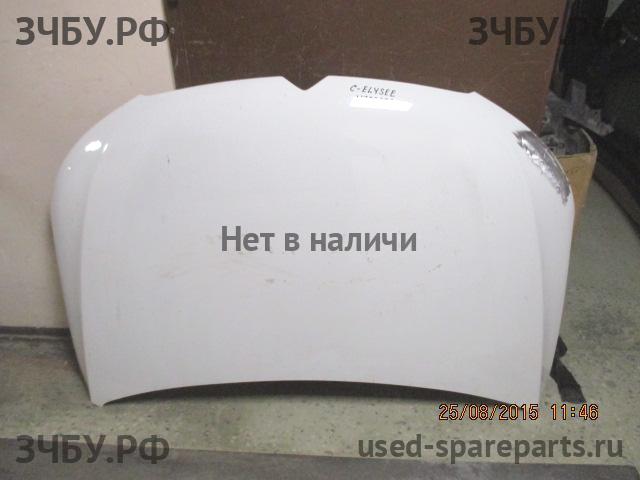 ЗЧБУ.РФ
ЗЧБУ.РФ
C-ELYSEE
Нет в наличи
25/08/2015 11:46
ЗЧБУ.РФ
used-spareparts.ru